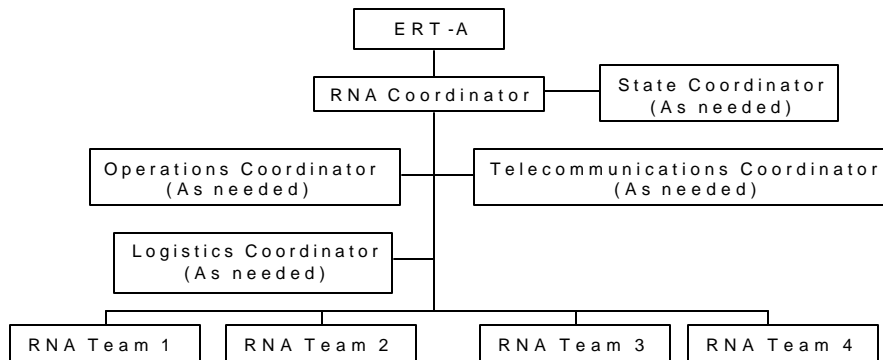 ERT-A
RNA Coordinator
State Coordinator
(As needed)
Operations Coordinator
(As needed)
Telecommunications Coordinator
(As needed)
Logistics Coordinator
(As needed)
RNA Team 1
RNA Team 2
RNA Team 3
RNA Team 4